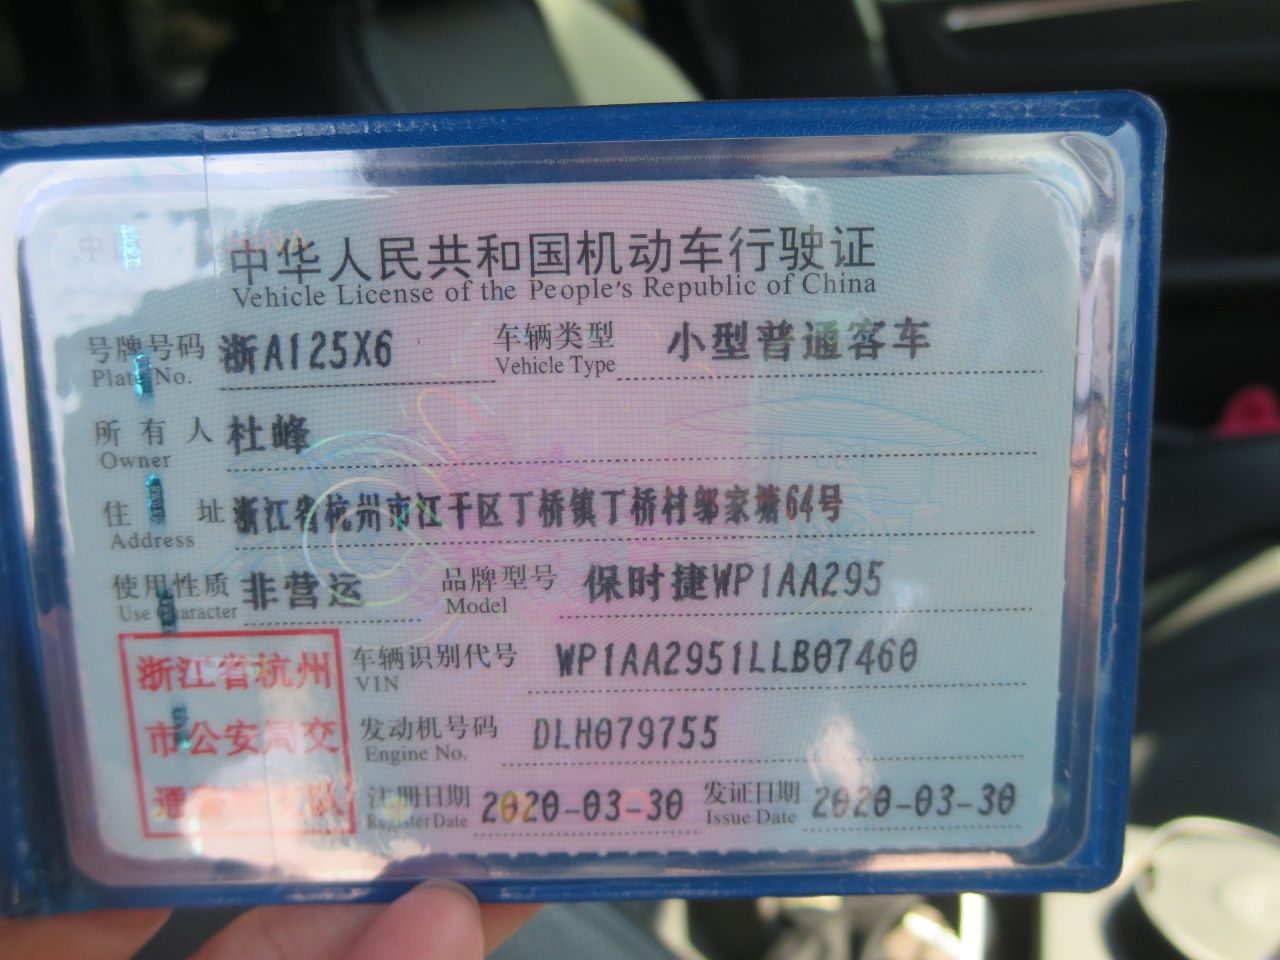 中华人民共和国机动车行驶证
Vehicle License of the People's Republic of China
号牌号码 浙A125X6 车辆类型 小型普通客车
Plate No. Vehicle Type
所有人 杜峰
Owner
住址 浙江省杭州市江干区丁桥镇丁桥村邬家塘64号
Address
使用性质 非营运 品牌型号 保时捷WP1AA295
Use Character Model
浙江省杭州
市公安局交
车辆识别代号 WP1AA2951LLB07460
VIN
发动机号码 DLH079755
Engine No.
注册日期 2020-03-30 发证日期 2020-03-30
Register Date Issue Date